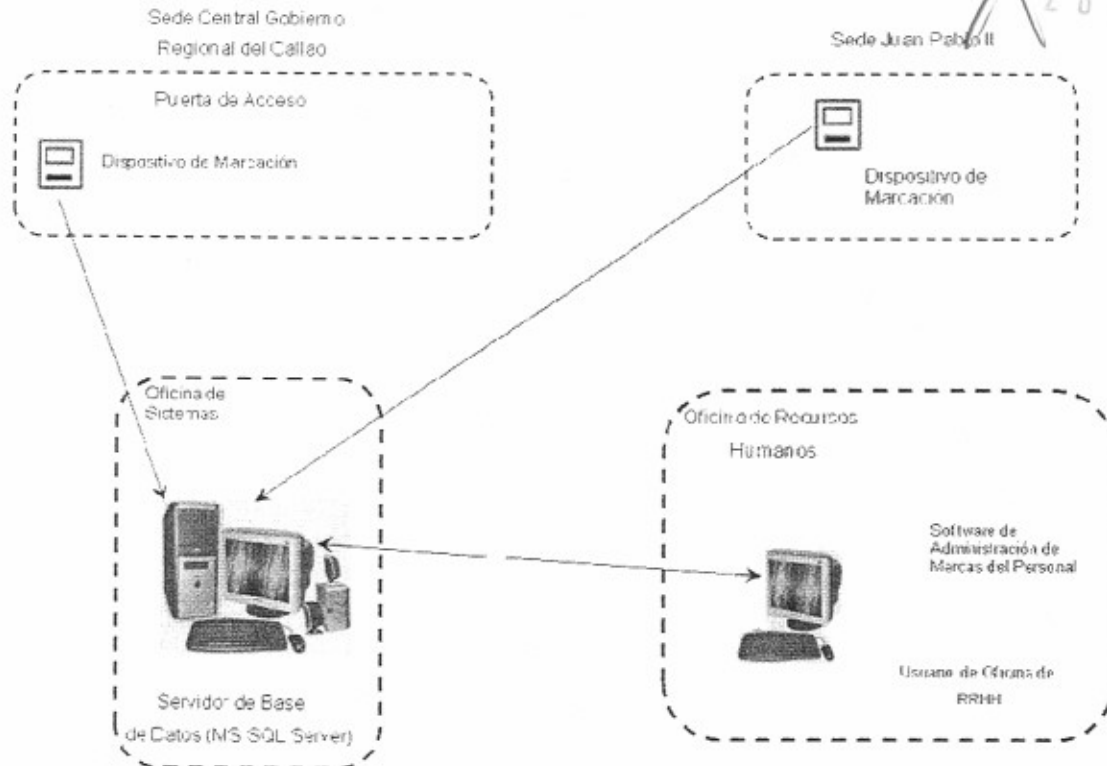 Sede Central Gobierno
Regional del Callao
Puerta de Acceso
Dispositivo de Marcación
Sede Juan Pablo II
Dispositivo de
Marcación
Oficina de
Sistemas
Servidor de Base
de Datos (MS SQL Server)
Oficina de Recursos
Humanos
Software de
Administración de
Marcas del Personal
Usuario de Oficina de
RRHH